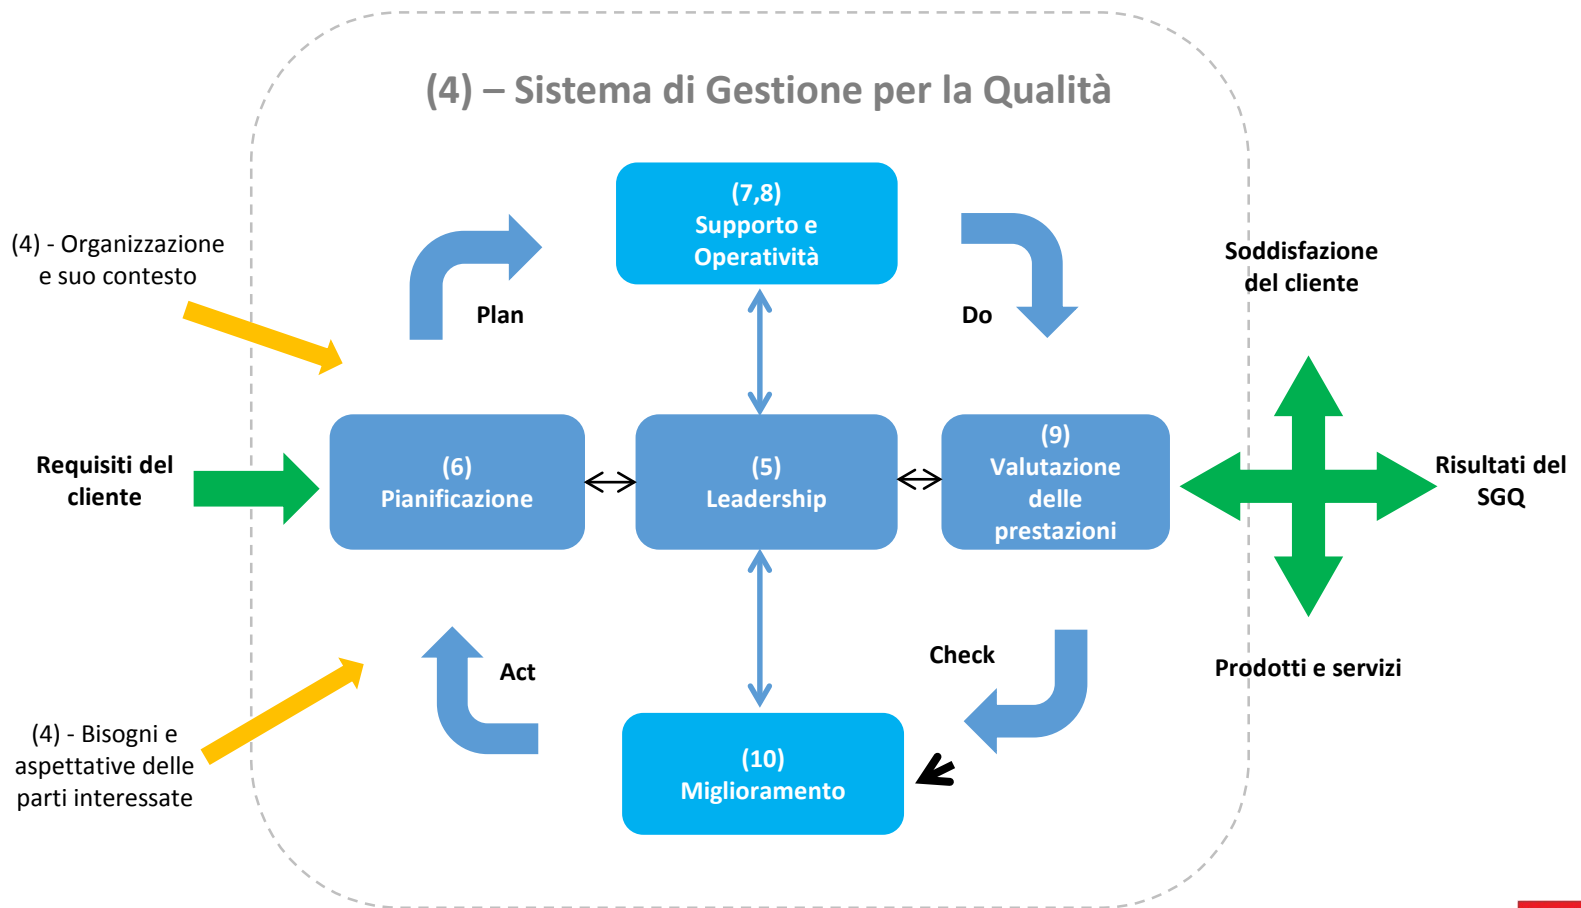 (4) – Sistema di Gestione per la Qualità
(7,8)
Supporto e
Operatività
(4) - Organizzazione
e suo contesto
Soddisfazione
del cliente
Plan
Do
Requisiti del
cliente
(6)
Pianificazione
(5)
Leadership
(9)
Valutazione
delle
prestazioni
Risultati del
SGQ
Act
Check
Prodotti e servizi
(4) - Bisogni e
aspettative delle
parti interessate
(10)
Miglioramento